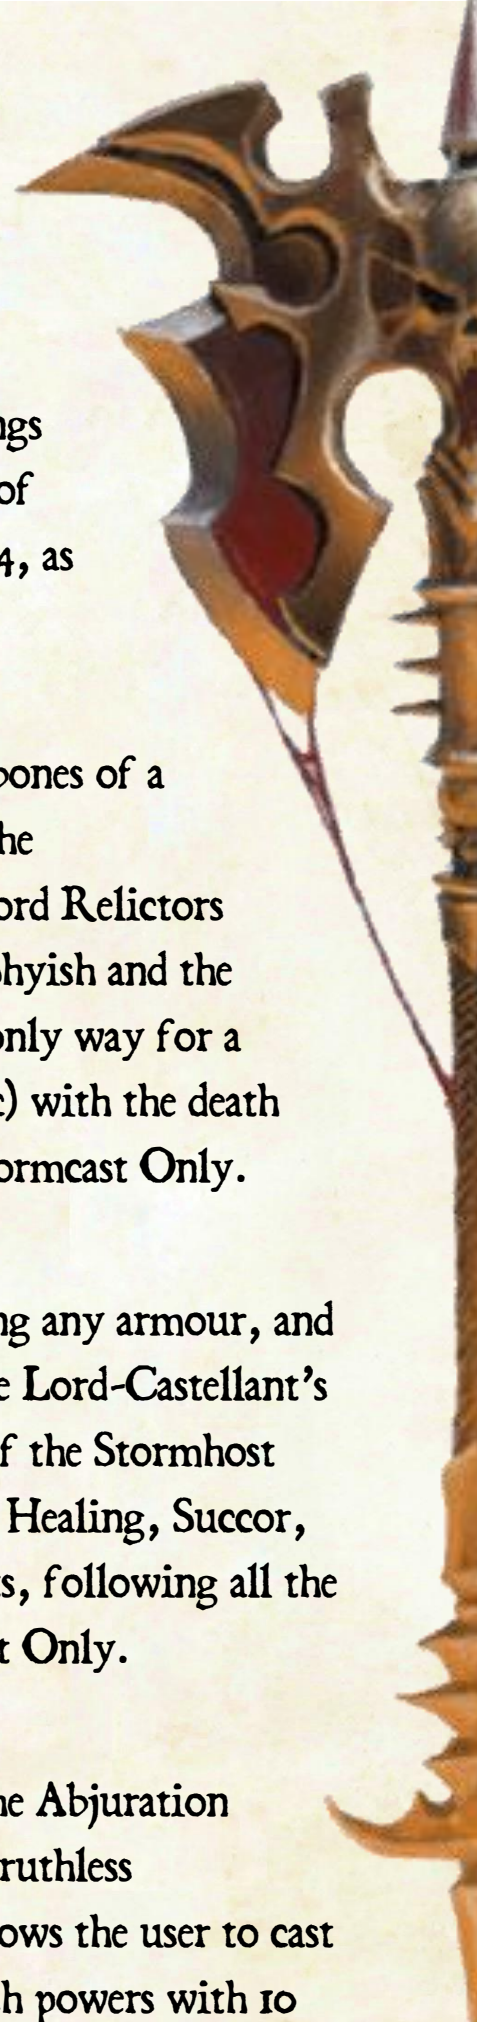 ngs
of
4, as
bones of a
he
ord Relictors
hyish and the
only way for a
c) with the death
ormcast Only.
ng any armour, and
e Lord-Castellant's
f the Stormhost
Healing, Succor,
ts, following all the
t Only.
he Abjuration
ruthless
ows the user to cast
h powers with 10